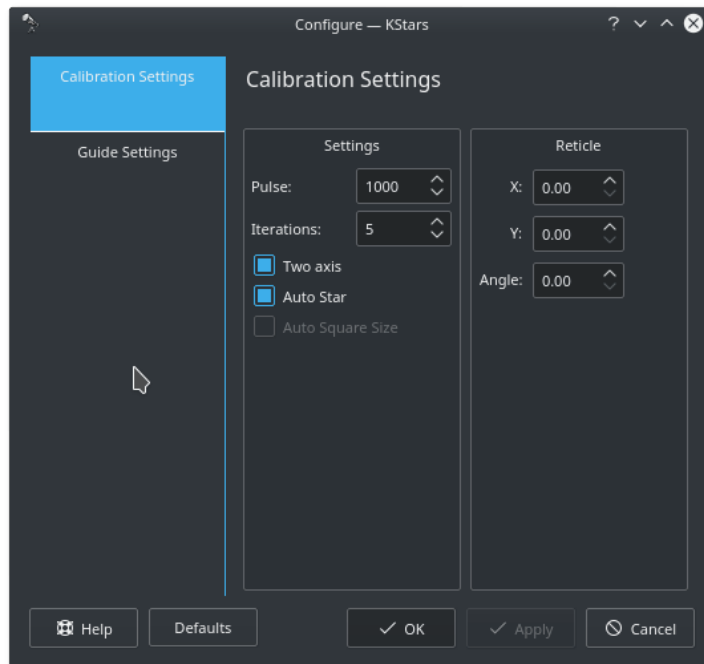 Configure — KStars
Calibration Settings
Guide Settings
Calibration Settings
Settings
Pulse: 1000
Iterations: 5
Two axis
Auto Star
Auto Square Size
Reticle
X: 0.00
Y: 0.00
Angle: 0.00
Help
Defaults
OK
Apply
Cancel